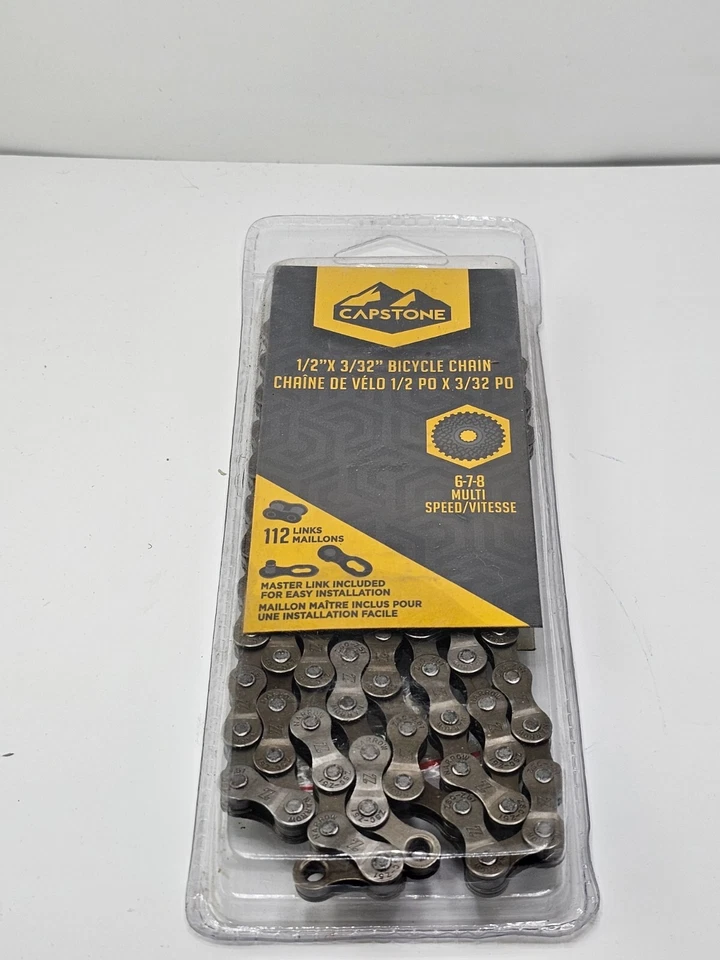 CAPSTONE
1/2"X 3/32" BICYCLE CHAIN
CHAÎNE DE VÉLO 1/2 PO X 3/32 PO
6-7-8
MULTI
SPEED/VITESSE
112 LINKS
MAILLONS
MASTER LINK INCLUDED
FOR EASY INSTALLATION
MAILLON MAÎTRE INCLUS POUR
UNE INSTALLATION FACILE
NARROW
Z